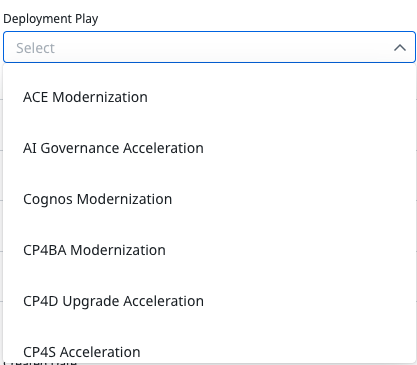 Deployment Play
Select
ACE Modernization
AI Governance Acceleration
Cognos Modernization
CP4BA Modernization
CP4D Upgrade Acceleration
CP4S Acceleration